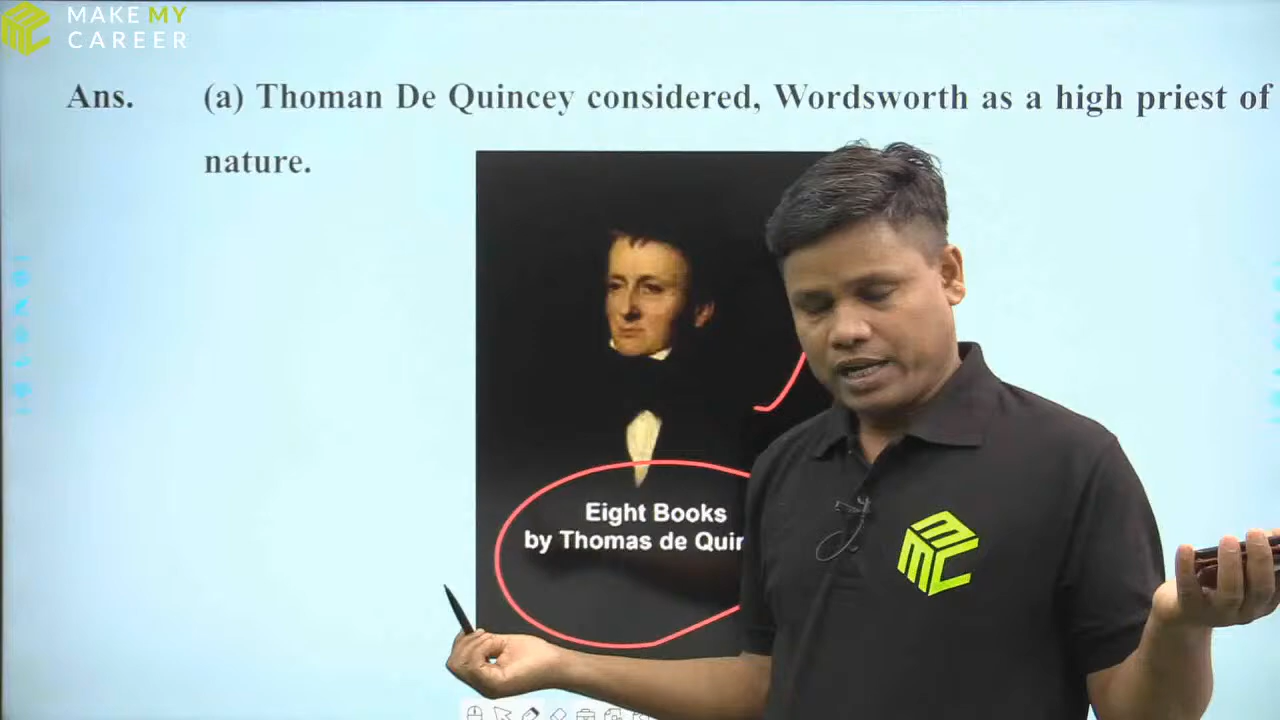 MAKE MY
CAREER
Ans. (a) Thoman De Quincey considered, Wordsworth as a high priest of
nature.
Eight Books
by Thomas de Quin